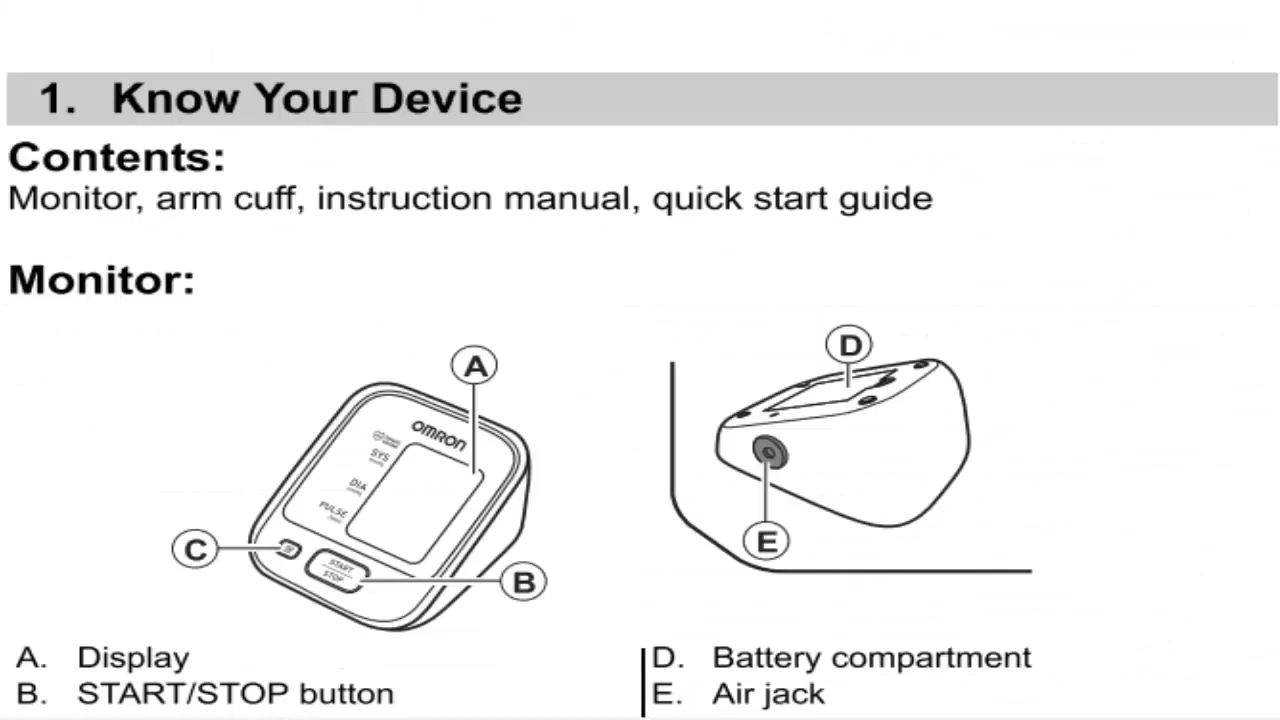 1. Know Your Device
Contents:
Monitor, arm cuff, instruction manual, quick start guide
Monitor:
A
D
OMRON
SYS
DIA
PULSE
E
C
START
STOP
B
A. Display
B. START/STOP button
D. Battery compartment
E. Air jack